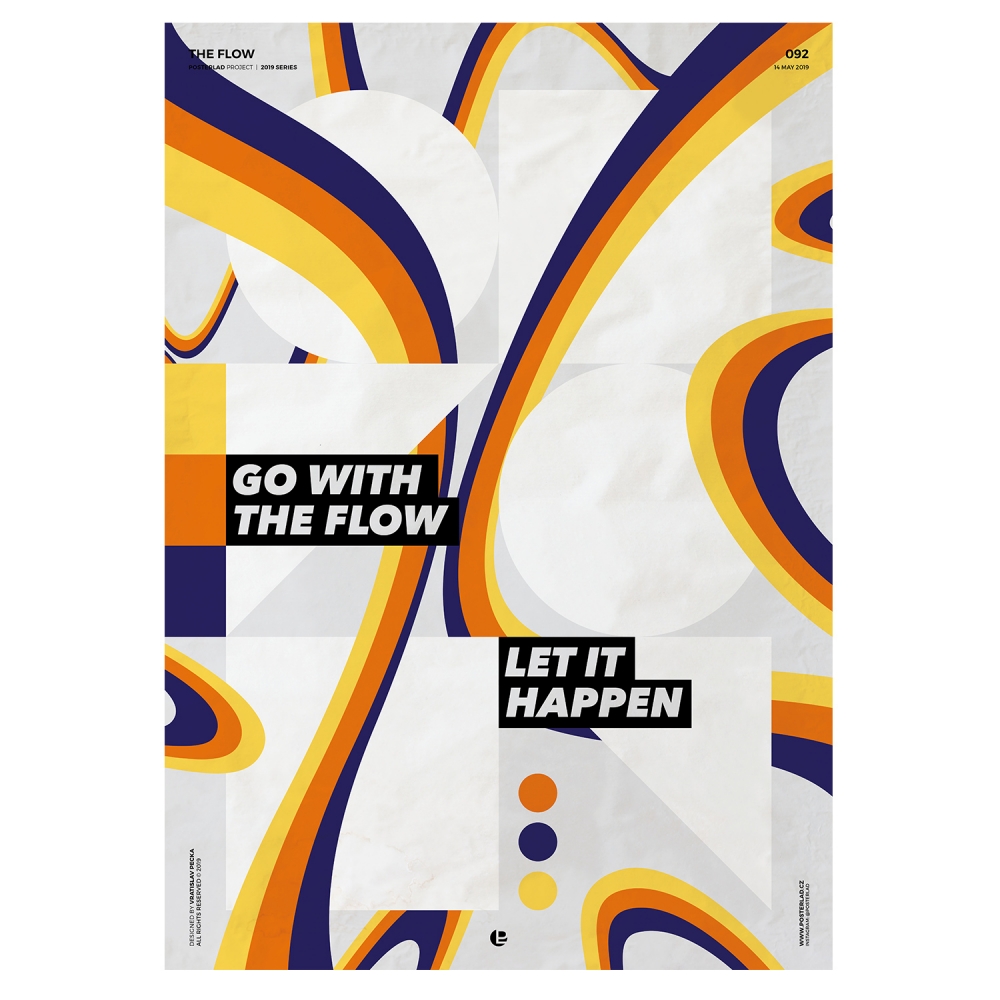 THE FLOW
POSTERLAD PROJECT | 2019 SERIES
092
14 MAY 2019
GO WITH
THE FLOW
LET IT
HAPPEN
DESIGNED BY VRATISLAV PECKA
ALL RIGHTS RESERVED © 2019
WWW.POSTERLAD.CZ
INSTAGRAM: @POSTERLAD